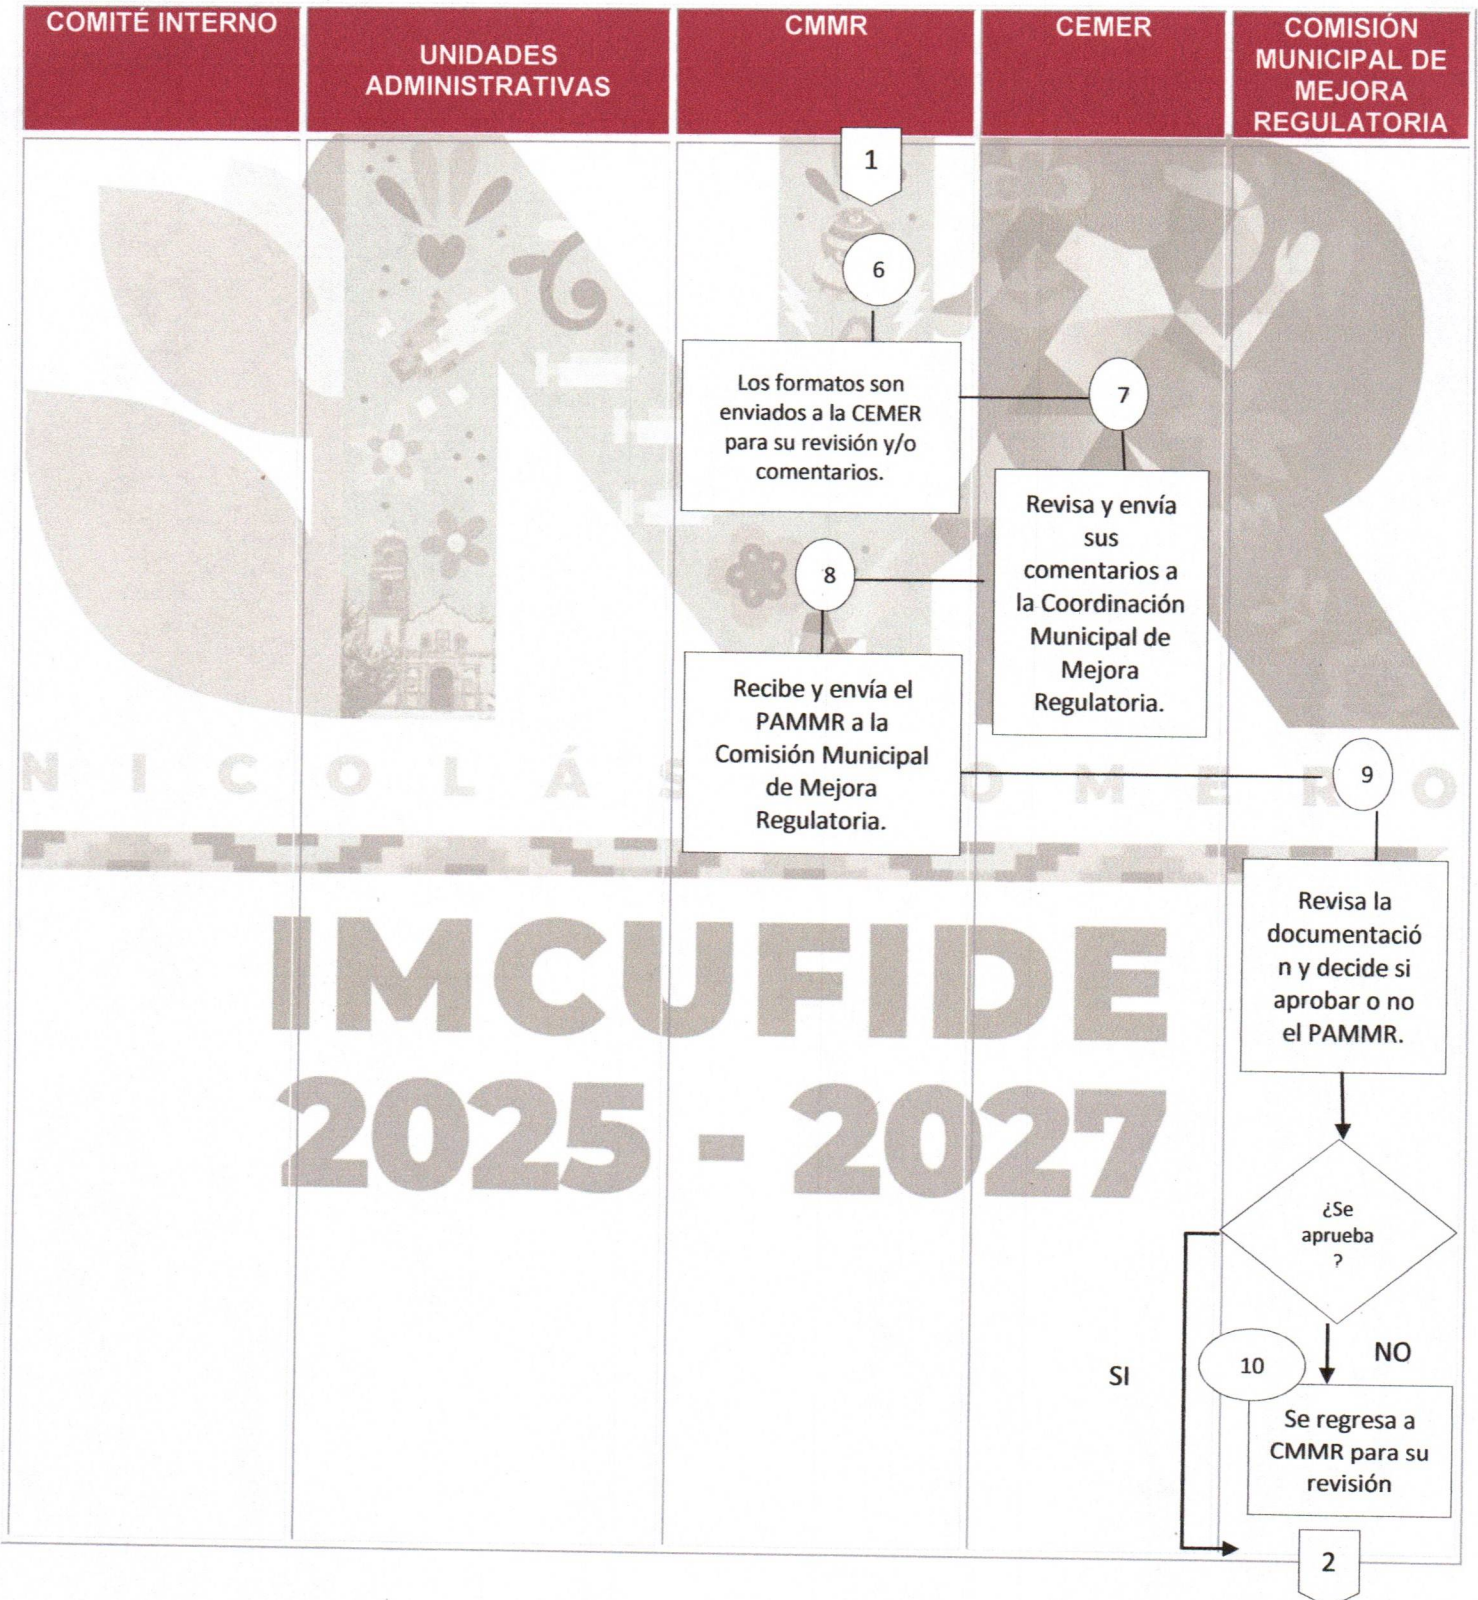 COMITÉ INTERNO
UNIDADES
ADMINISTRATIVAS
CMMR
CEMER
COMISIÓN
MUNICIPAL DE
MEJORA
REGULATORIA
1
6
Los formatos son
enviados a la CEMER
para su revisión y/o
comentarios.
7
Revisa y envía
sus
comentarios a
la Coordinación
Municipal de
Mejora
Regulatoria.
8
Recibe y envía el
PAMMR a la
Comisión Municipal
de Mejora
Regulatoria.
9
NICOLÁS OMERO
Revisa la
documentació
n y decide si
aprobar o no
el PAMMR.
IMCUFIDE
2025 - 2027
¿Se
aprueba
?
SI
NO
10
Se regresa a
CMMR para su
revisión
2